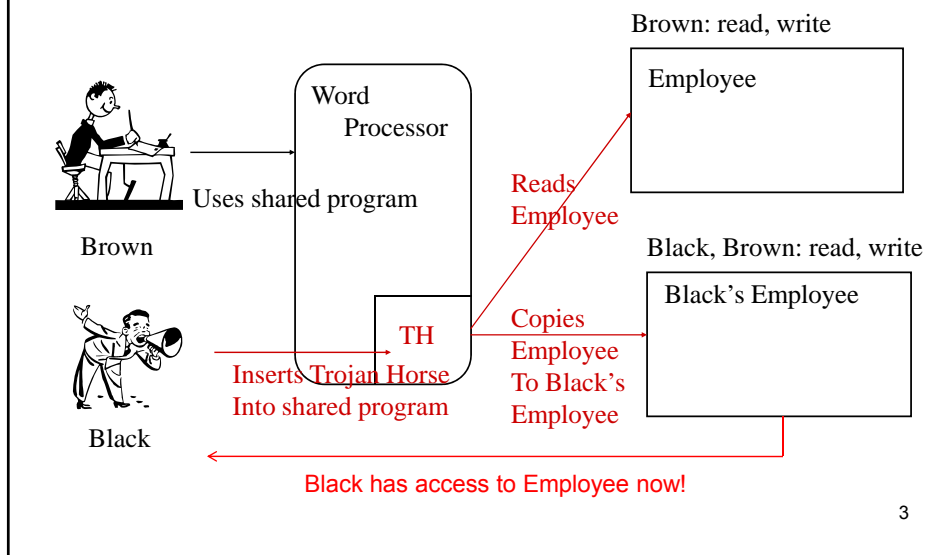 Brown: read, write
Employee
Word
Processor
Uses shared program
Brown
Reads
Employee
Black, Brown: read, write
Black's Employee
TH
Copies
Employee
To Black's
Employee
Inserts Trojan Horse
Into shared program
Black
Black has access to Employee now!
3